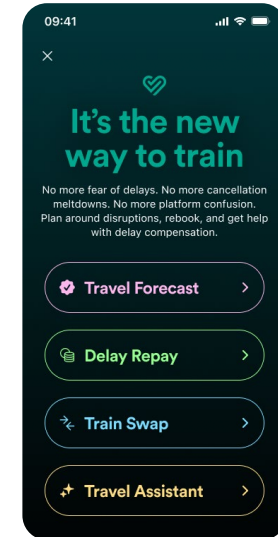 09:41
It's the new
way to train
No more fear of delays. No more cancellation
meltdowns. No more platform confusion.
Plan around disruptions, rebook, and get help
with delay compensation.
Travel Forecast
Delay Repay
Train Swap
Travel Assistant